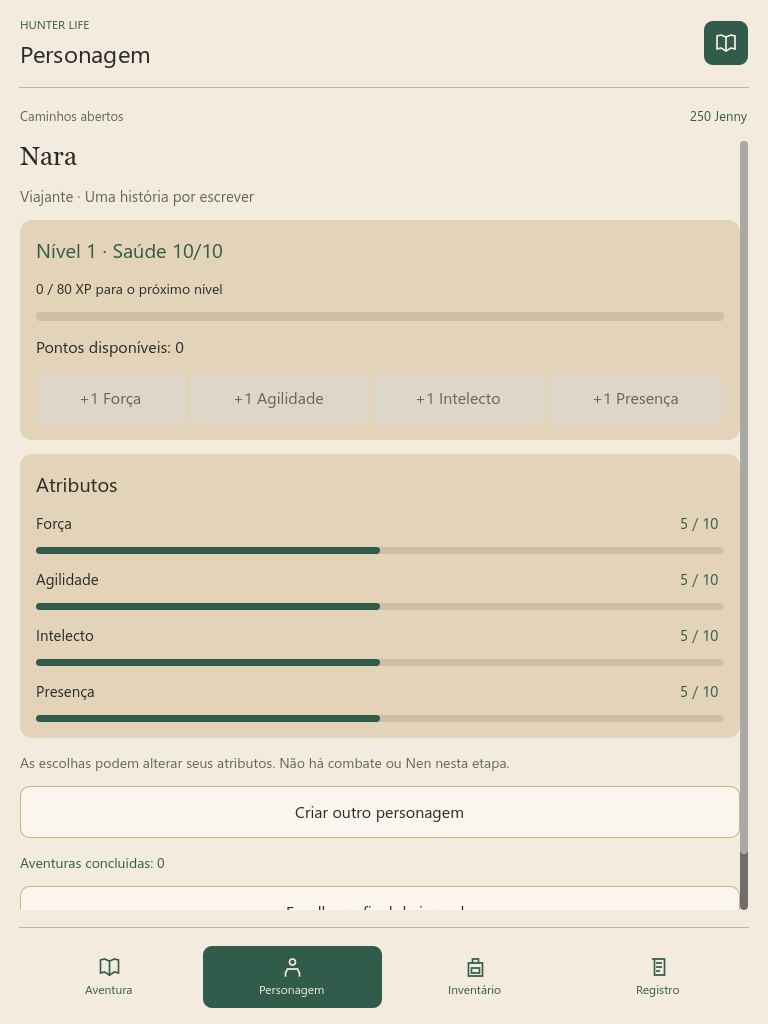 HUNTER LIFE
Personagem
Caminhos abertos
250 Jenny
Nara
Viajante · Uma história por escrever
Nível 1 · Saúde 10/10
0 / 80 XP para o próximo nível
Pontos disponíveis: 0
+1 Força
+1 Agilidade
+1 Intelecto
+1 Presença
Atributos
Força
5 / 10
Agilidade
5 / 10
Intelecto
5 / 10
Presença
5 / 10
As escolhas podem alterar seus atributos. Não há combate ou Nen nesta etapa.
Criar outro personagem
Aventuras concluídas: 0
Aventura
Personagem
Inventário
Registro